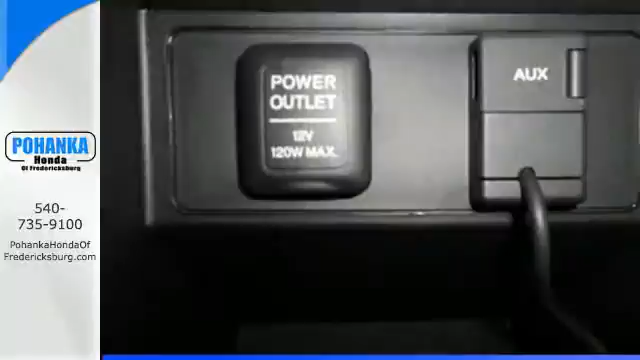 POHANKA
Honda
Of Fredericksburg
540-
735-9100
PohankaHondaOf
Fredericksburg.com
POWER
OUTLET
12V
120W MAX.
AUX